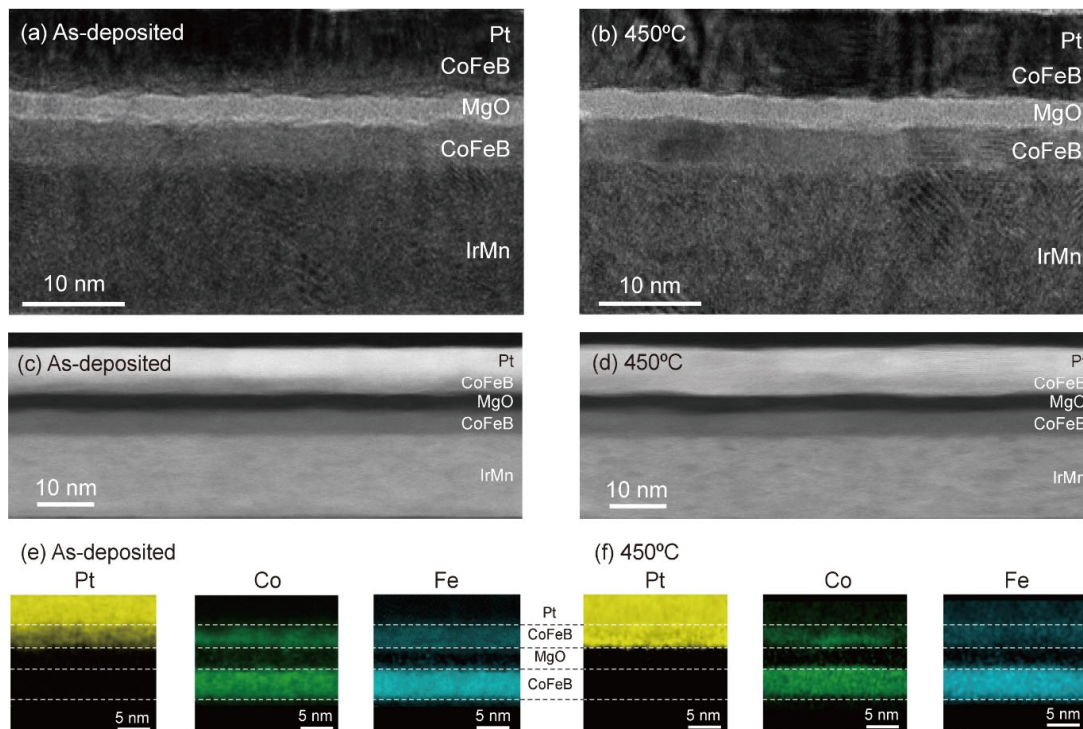 (a) As-deposited
Pt
CoFeB
MgO
CoFeB
IrMn
10 nm
(b) 450ºC
Pt
CoFeB
MgO
CoFeB
IrMn
10 nm
(c) As-deposited
Pt
CoFeB
MgO
CoFeB
IrMn
10 nm
(d) 450ºC
Pt
CoFeB
MgO
CoFeB
IrMn
10 nm
(e) As-deposited
Pt Co Fe
5 nm 5 nm 5 nm
Pt
CoFeB
MgO
CoFeB
(f) 450ºC
Pt Co Fe
5 nm 5 nm 5 nm